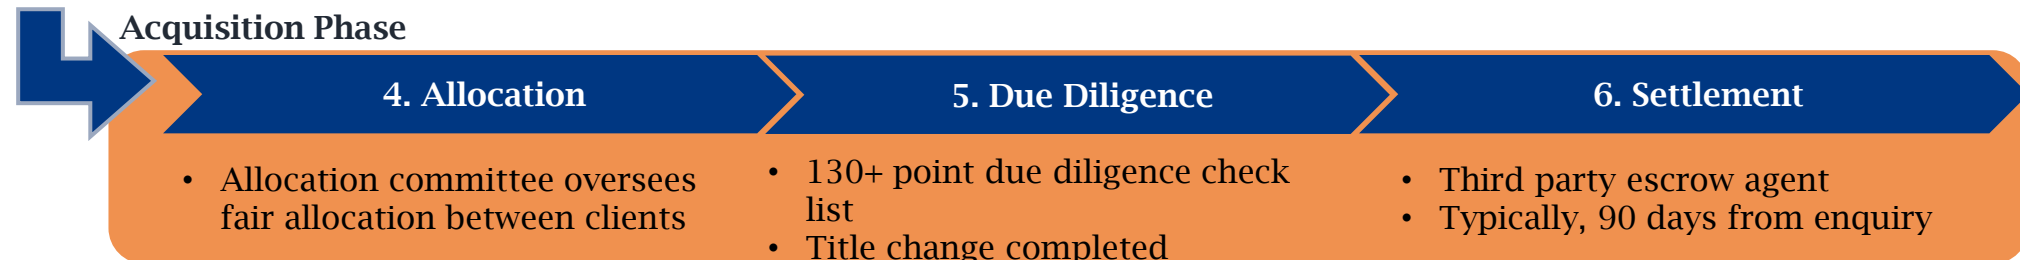 Acquisition Phase
4. Allocation
5. Due Diligence
6. Settlement
• Allocation committee oversees
fair allocation between clients
• 130+ point due diligence check
list
• Title change completed
• Third party escrow agent
• Typically, 90 days from enquiry